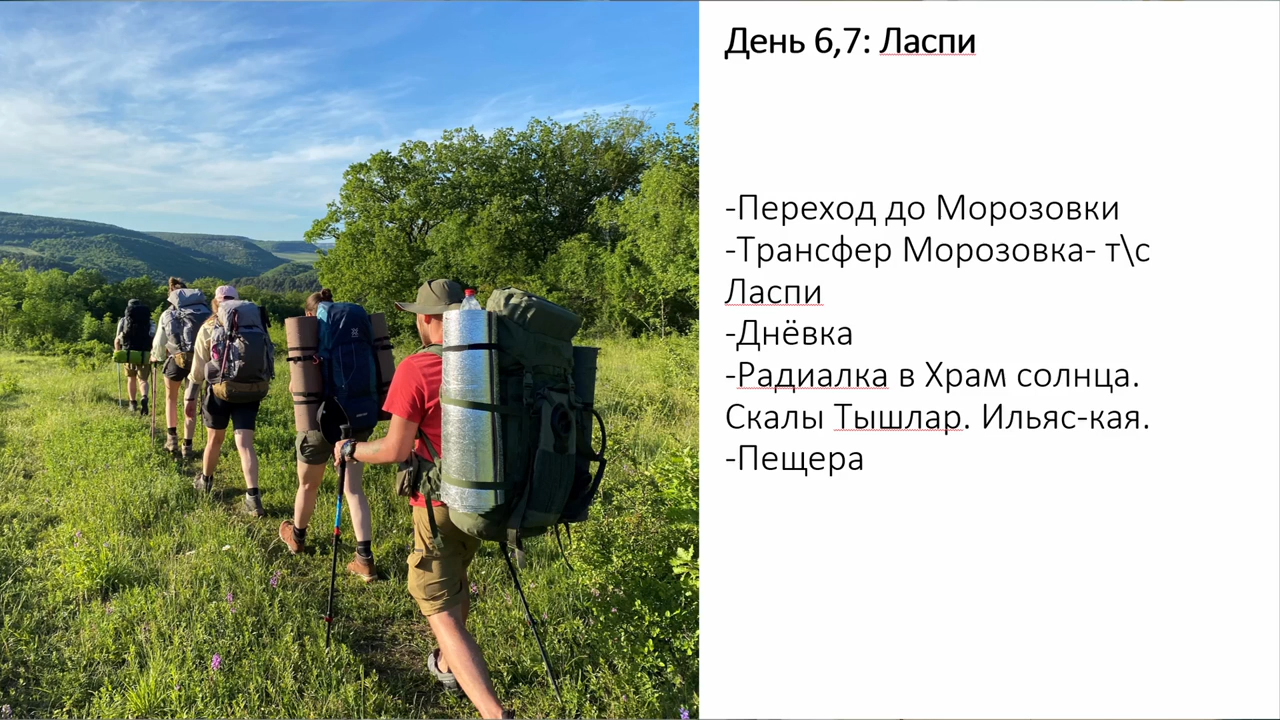 День 6,7: Ласпи
-Переход до Морозовки
-Трансфер Морозовка- т\с
Ласпи
-Днёвка
-Радиалка в Храм солнца.
Скалы Тышлар. Ильяс-кая.
-Пещера